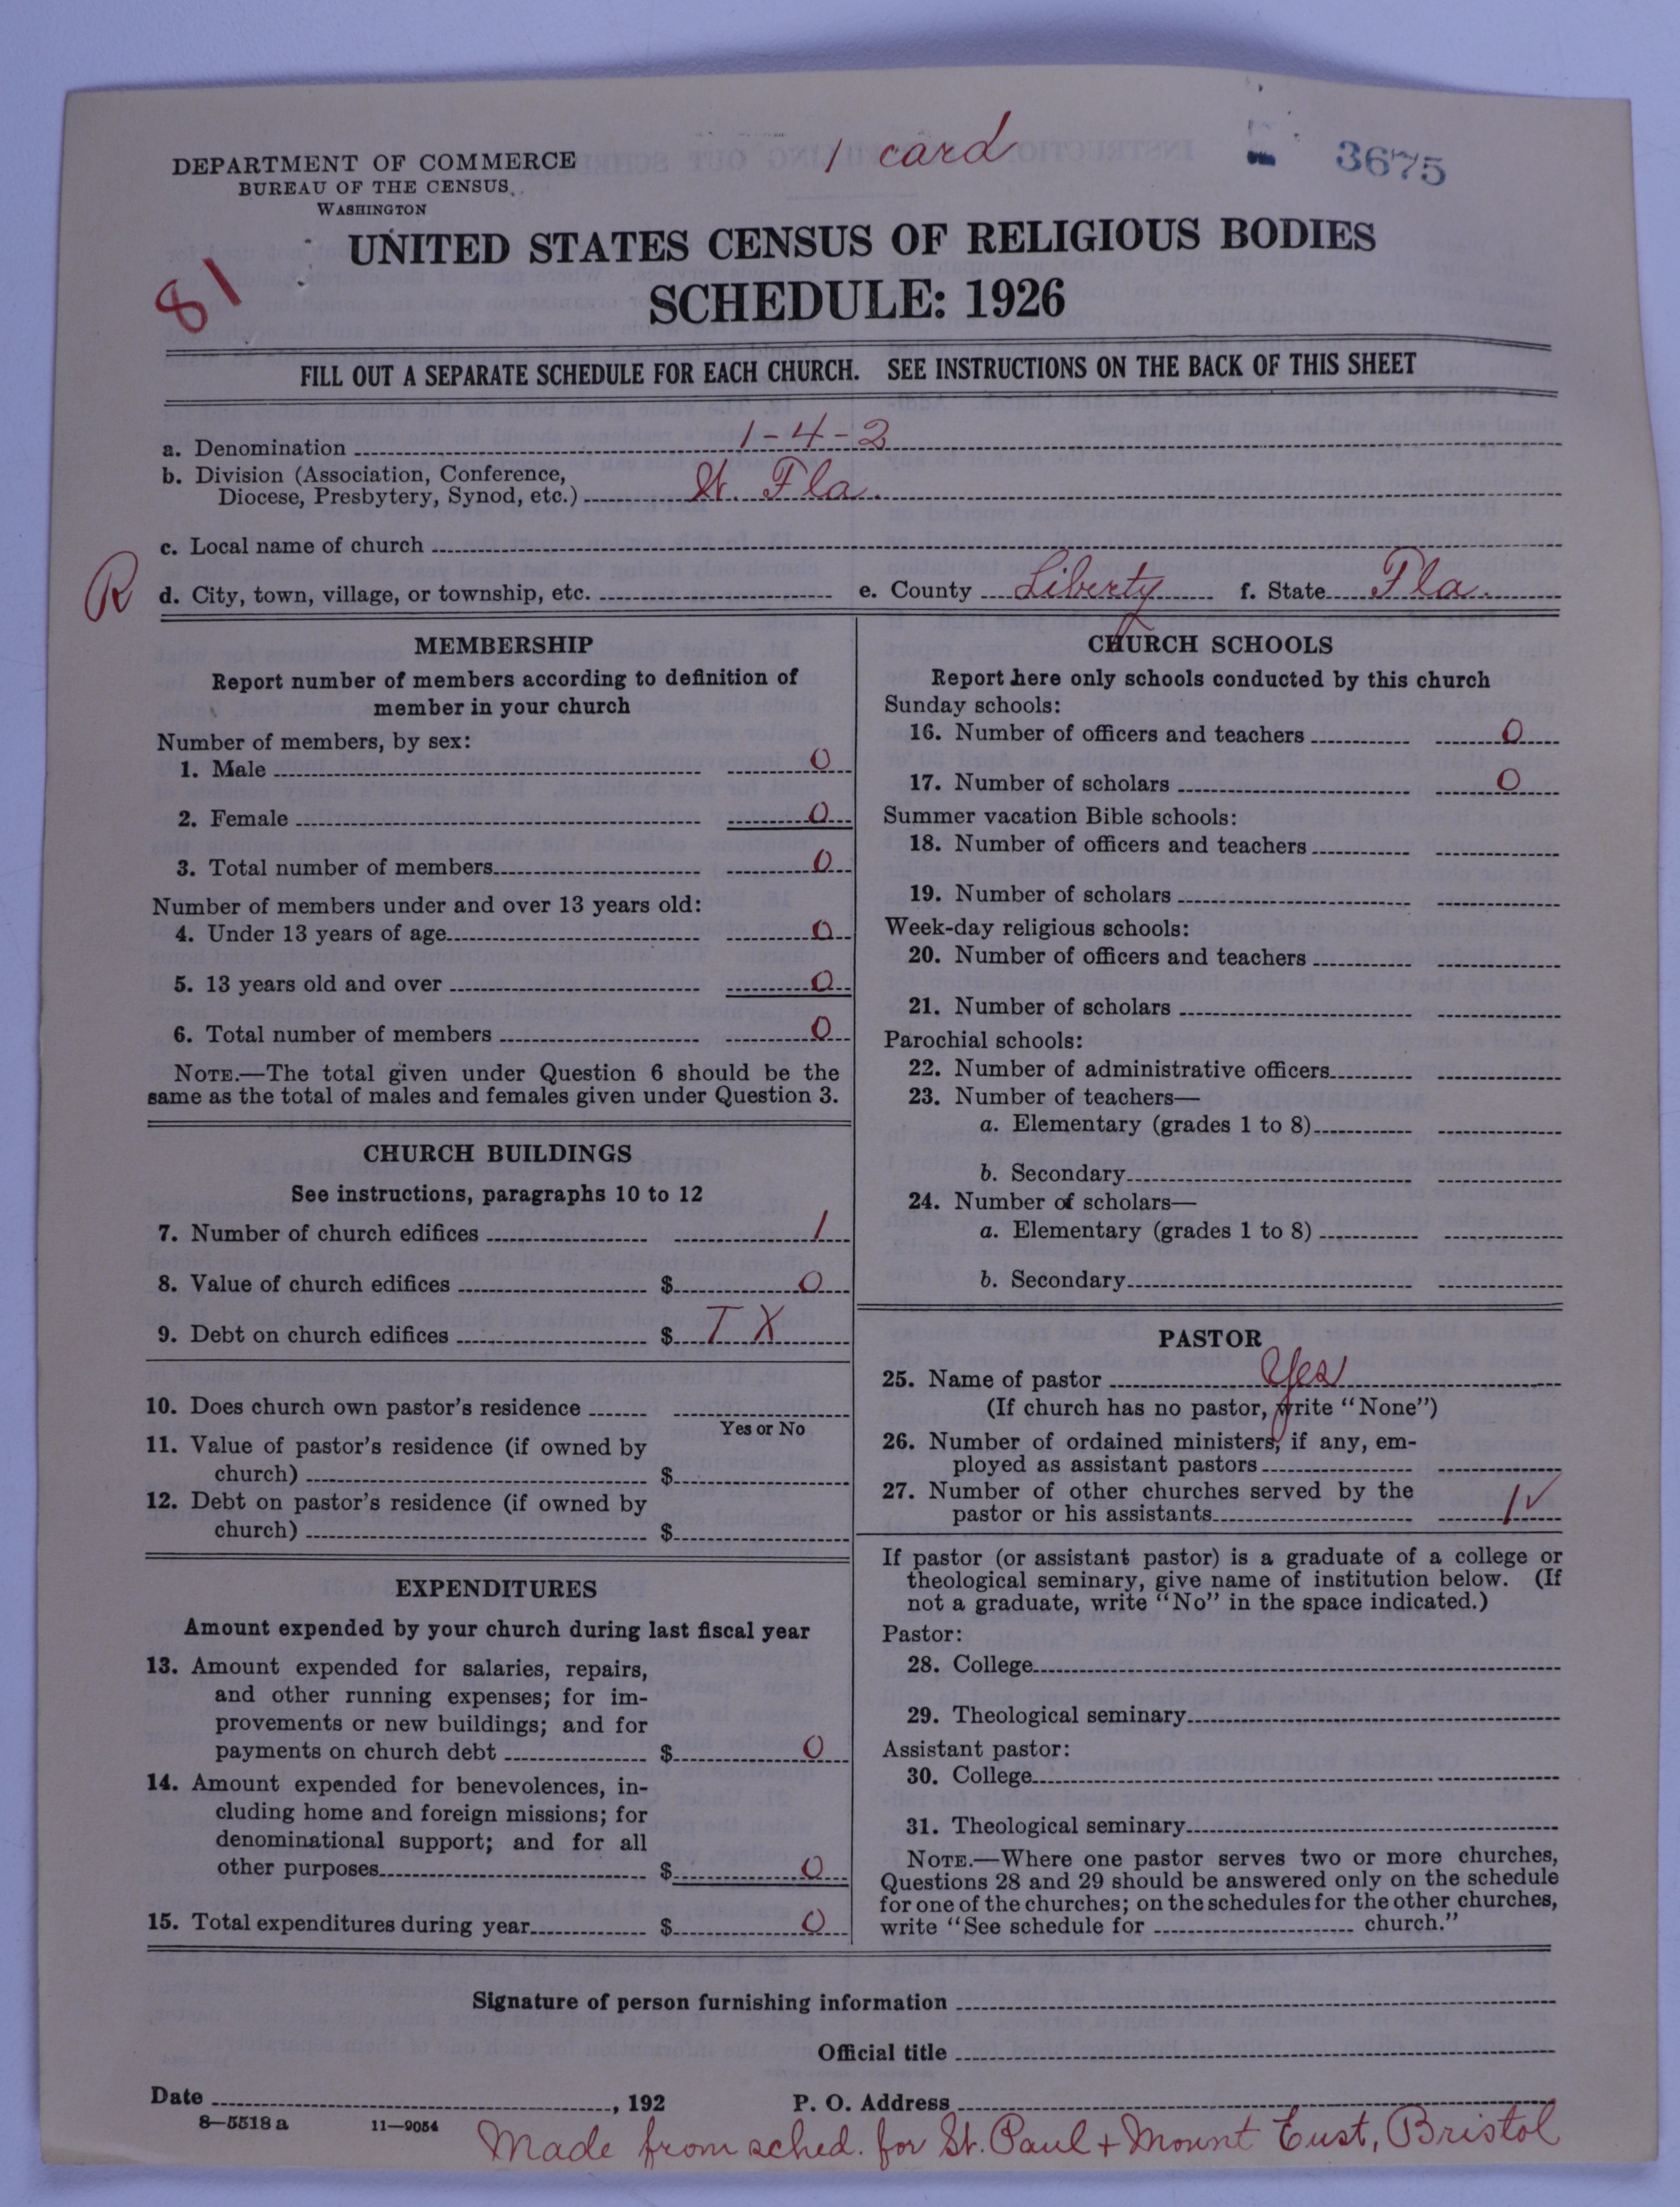 1 card
3675
DEPARTMENT OF COMMERCE
BUREAU OF THE CENSUS
WASHINGTON
UNITED STATES CENSUS OF RELIGIOUS BODIES
SCHEDULE: 1926
81
FILL OUT A SEPARATE SCHEDULE FOR EACH CHURCH. SEE INSTRUCTIONS ON THE BACK OF THIS SHEET
a. Denomination 1-4-2
b. Division (Association, Conference,
Diocese, Presbytery, Synod, etc.) Fla.
c. Local name of church
R
d. City, town, village, or township, etc. e. County Liberty f. State Fla.
MEMBERSHIP
Report number of members according to definition of
member in your church
Number of members, by sex:
1. Male 0
2. Female 0
3. Total number of members 0
Number of members under and over 13 years old:
4. Under 13 years of age 0
5. 13 years old and over 0
6. Total number of members 0
NOTE.—The total given under Question 6 should be the
same as the total of males and females given under Question 3.
CHURCH BUILDINGS
See instructions, paragraphs 10 to 12
7. Number of church edifices 1
8. Value of church edifices $ 0
9. Debt on church edifices $ T X
10. Does church own pastor's residence
Yes or No
11. Value of pastor's residence (if owned by
church) $
12. Debt on pastor's residence (if owned by
church) $
EXPENDITURES
Amount expended by your church during last fiscal year
13. Amount expended for salaries, repairs,
and other running expenses; for im-
provements or new buildings; and for
payments on church debt $ 0
14. Amount expended for benevolences, in-
cluding home and foreign missions; for
denominational support; and for all
other purposes $ 0
15. Total expenditures during year $ 0
CHURCH SCHOOLS
Report here only schools conducted by this church
Sunday schools:
16. Number of officers and teachers 0
17. Number of scholars 0
Summer vacation Bible schools:
18. Number of officers and teachers
19. Number of scholars
Week-day religious schools:
20. Number of officers and teachers
21. Number of scholars
Parochial schools:
22. Number of administrative officers
23. Number of teachers—
a. Elementary (grades 1 to 8)
b. Secondary
24. Number of scholars—
a. Elementary (grades 1 to 8)
b. Secondary
PASTOR
25. Name of pastor Yes
(If church has no pastor, write "None")
26. Number of ordained ministers, if any, em-
ployed as assistant pastors
27. Number of other churches served by the
pastor or his assistants 1 ✓
If pastor (or assistant pastor) is a graduate of a college or
theological seminary, give name of institution below. (If
not a graduate, write "No" in the space indicated.)
Pastor:
28. College
29. Theological seminary
Assistant pastor:
30. College
31. Theological seminary
NOTE.—Where one pastor serves two or more churches,
Questions 28 and 29 should be answered only on the schedule
for one of the churches; on the schedules for the other churches,
write "See schedule for church."
Signature of person furnishing information
Official title
Date , 192 P. O. Address
8—5518 a 11—9054
Made from sched. for St. Paul + Mount Eust, Bristol